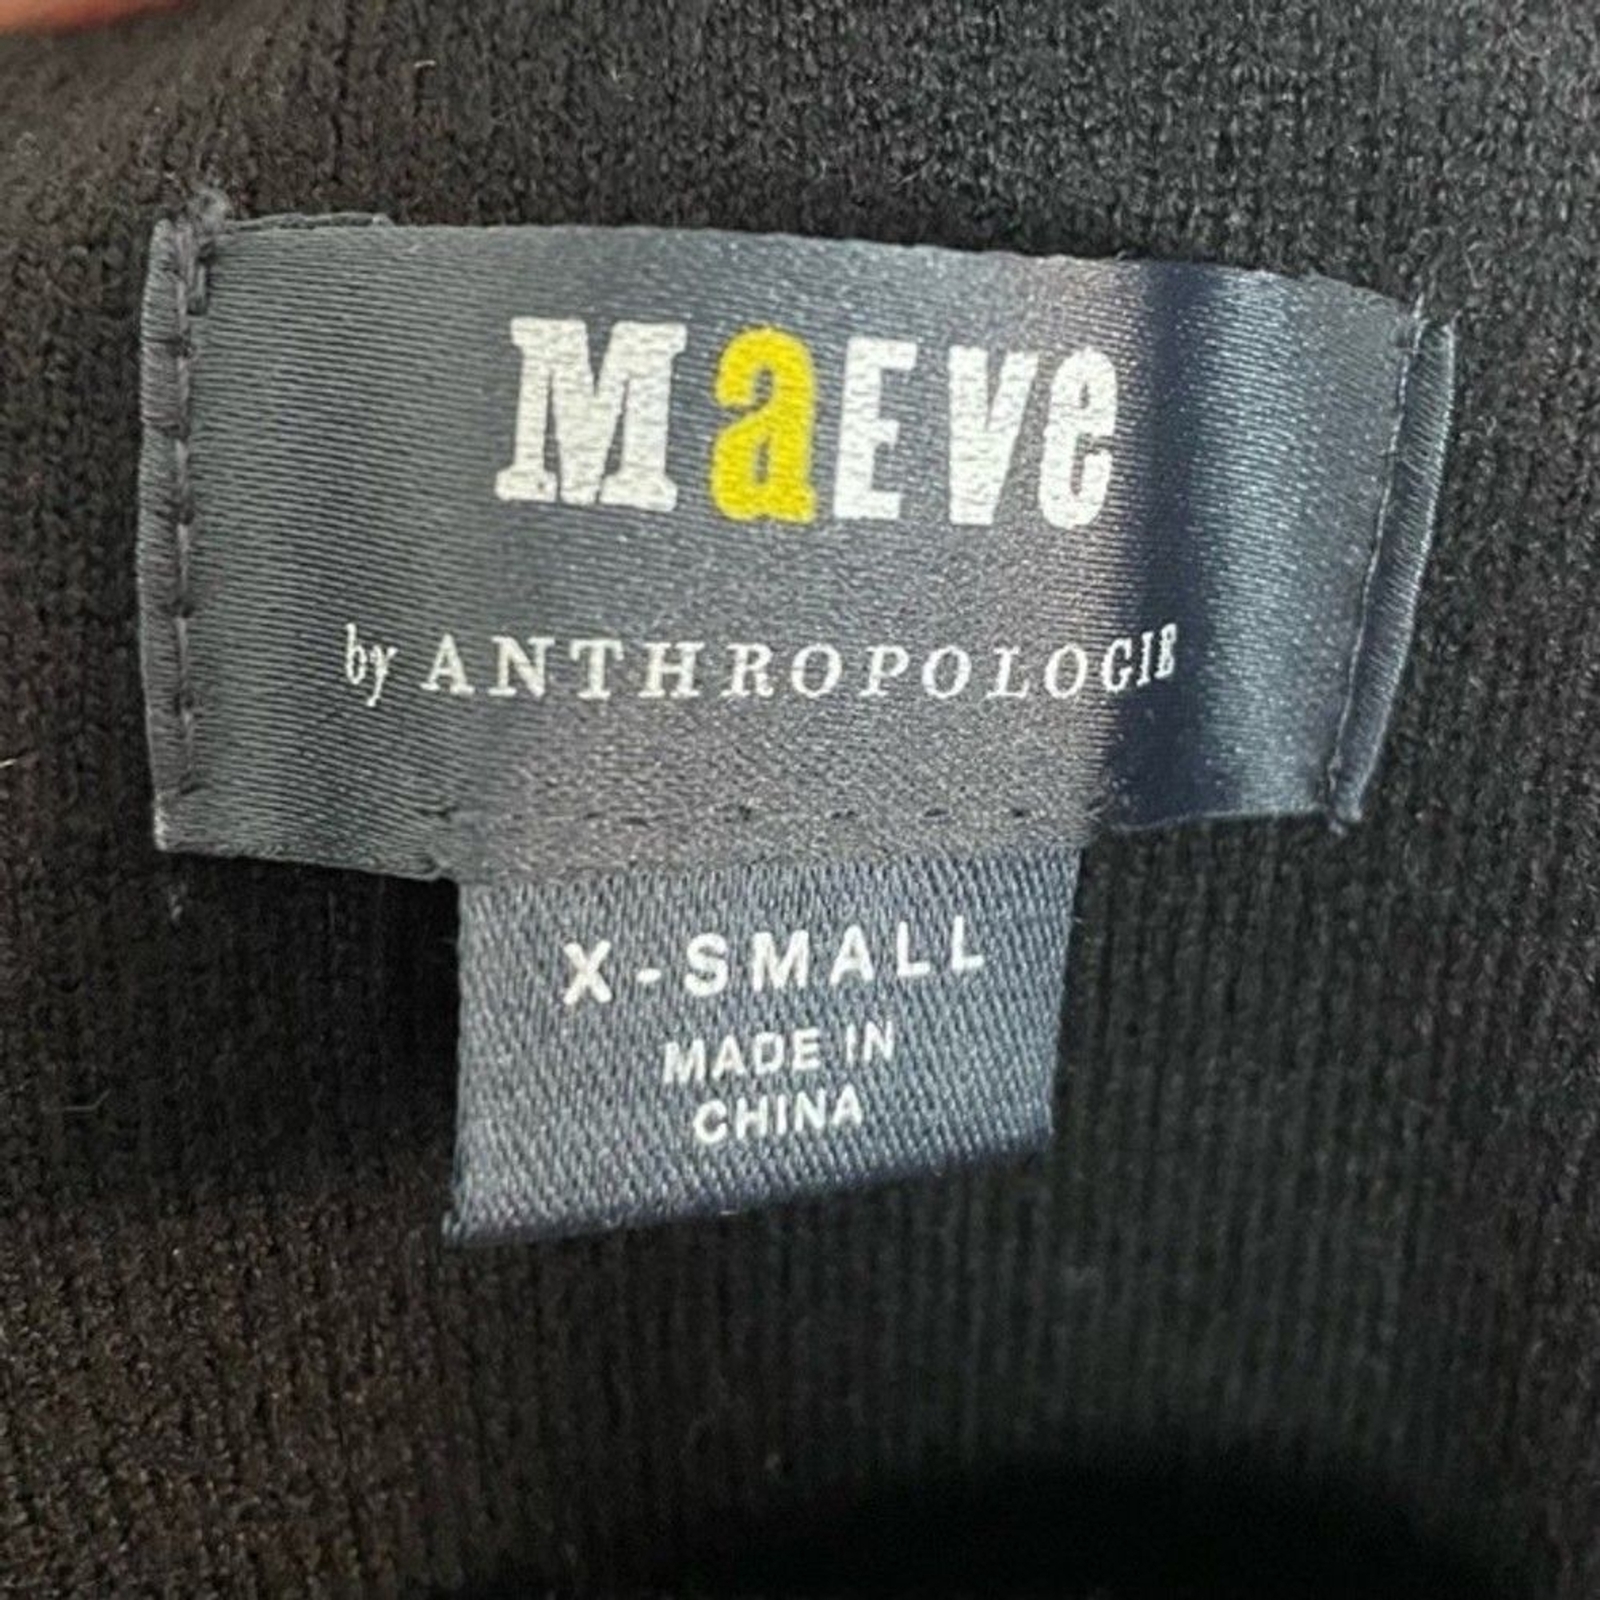 MaEve
by ANTHROPOLOGIE
X-SMALL
MADE IN
CHINA